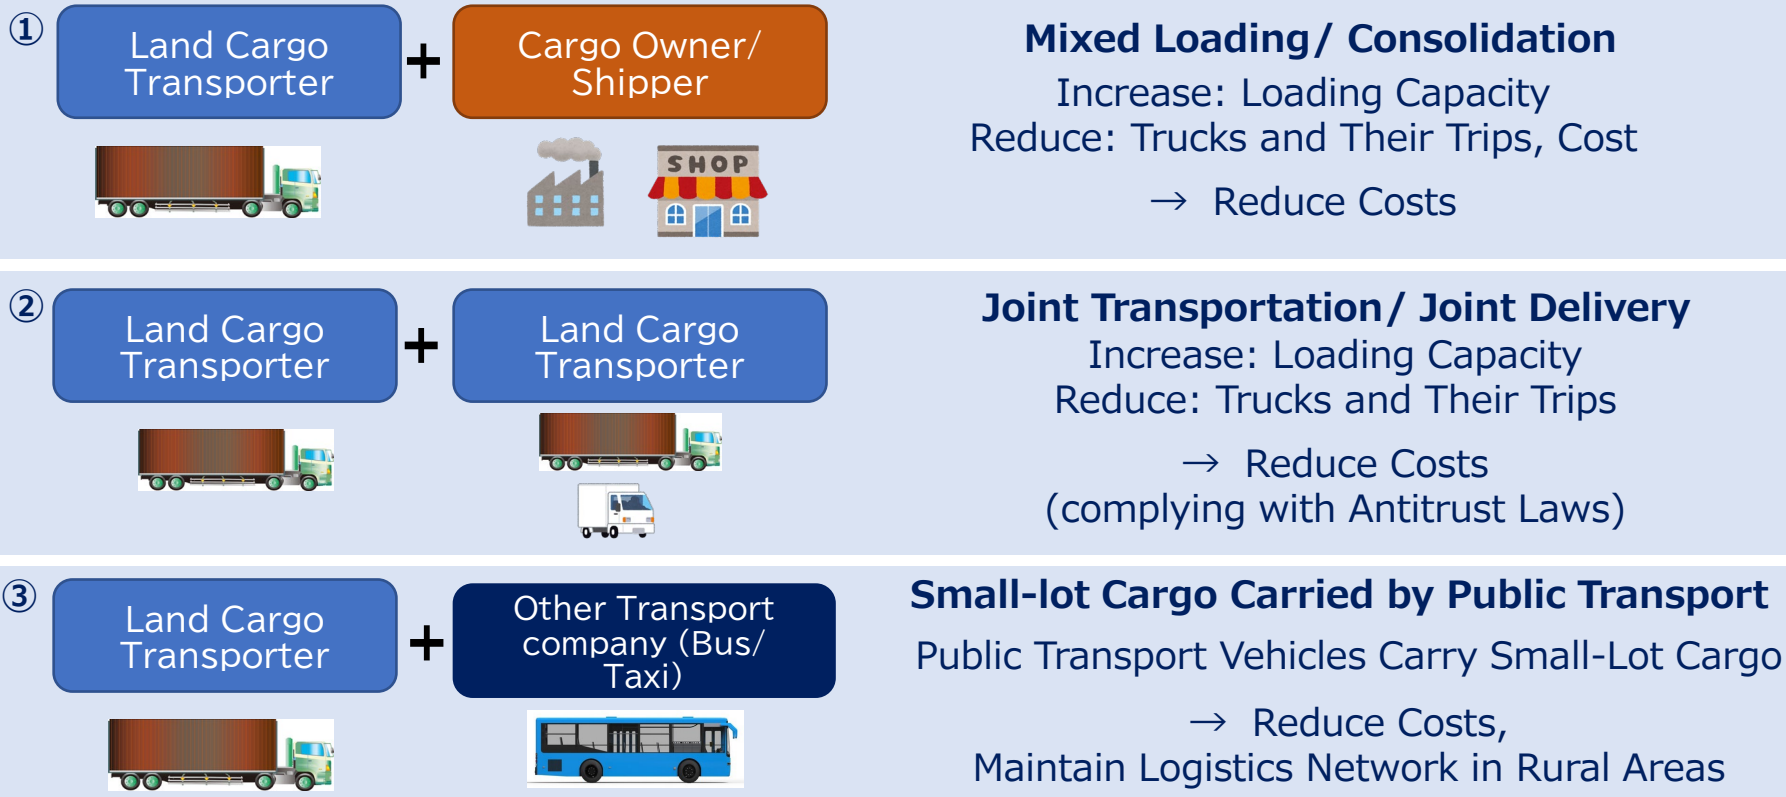 ①
Land Cargo
Transporter
+
Cargo Owner/
Shipper
SHOP
Mixed Loading/ Consolidation
Increase: Loading Capacity
Reduce: Trucks and Their Trips, Cost
→ Reduce Costs
②
Land Cargo
Transporter
+
Land Cargo
Transporter
Joint Transportation/ Joint Delivery
Increase: Loading Capacity
Reduce: Trucks and Their Trips
→ Reduce Costs
(complying with Antitrust Laws)
③
Land Cargo
Transporter
+
Other Transport
company (Bus/
Taxi)
Small-lot Cargo Carried by Public Transport
Public Transport Vehicles Carry Small-Lot Cargo
→ Reduce Costs,
Maintain Logistics Network in Rural Areas